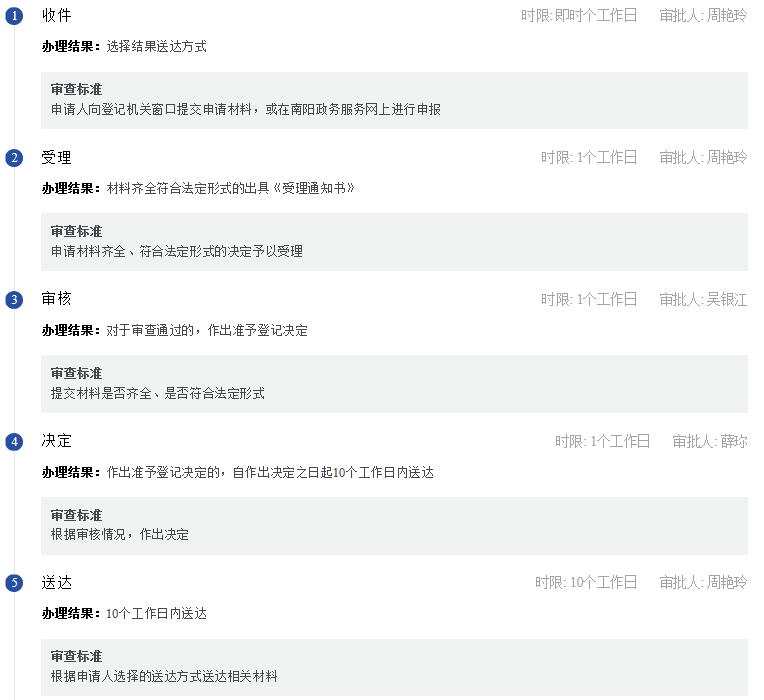 1 收件 时限: 即时个工作日 审批人: 周艳玲
办理结果：选择结果送达方式
审查标准
申请人向登记机关窗口提交申请材料，或在南阳政务服务网上进行申报
2 受理 时限: 1个工作日 审批人: 周艳玲
办理结果：材料齐全符合法定形式的出具《受理通知书》
审查标准
申请材料齐全、符合法定形式的决定予以受理
3 审核 时限: 1个工作日 审批人: 吴银江
办理结果：对于审查通过的，作出准予登记决定
审查标准
提交材料是否齐全、是否符合法定形式
4 决定 时限: 1个工作日 审批人: 薛珎
办理结果：作出准予登记决定的，自作出决定之日起10个工作日内送达
审查标准
根据审核情况，作出决定
5 送达 时限: 10个工作日 审批人: 周艳玲
办理结果：10个工作日内送达
审查标准
根据申请人选择的送达方式送达相关材料